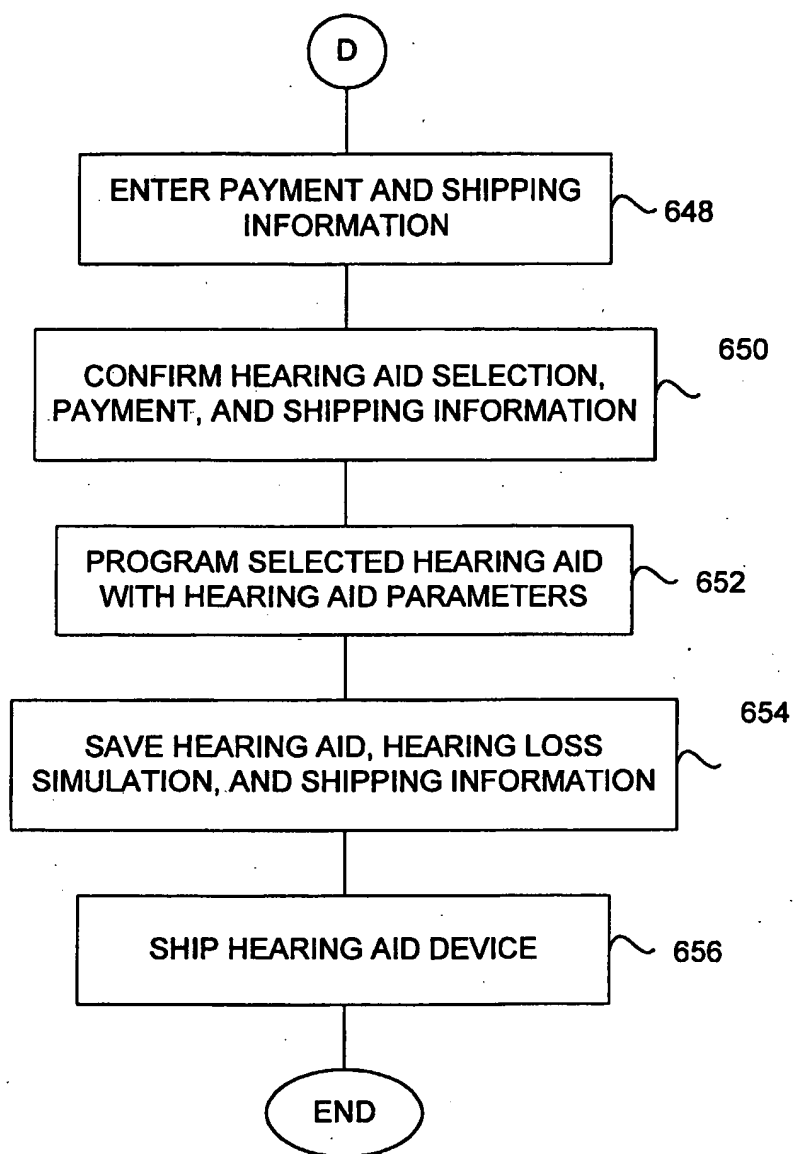 D
ENTER PAYMENT AND SHIPPING
INFORMATION
648
650
CONFIRM HEARING AID SELECTION,
PAYMENT, AND SHIPPING INFORMATION
PROGRAM SELECTED HEARING AID
WITH HEARING AID PARAMETERS
652
654
SAVE HEARING AID, HEARING LOSS
SIMULATION, AND SHIPPING INFORMATION
SHIP HEARING AID DEVICE
656
END